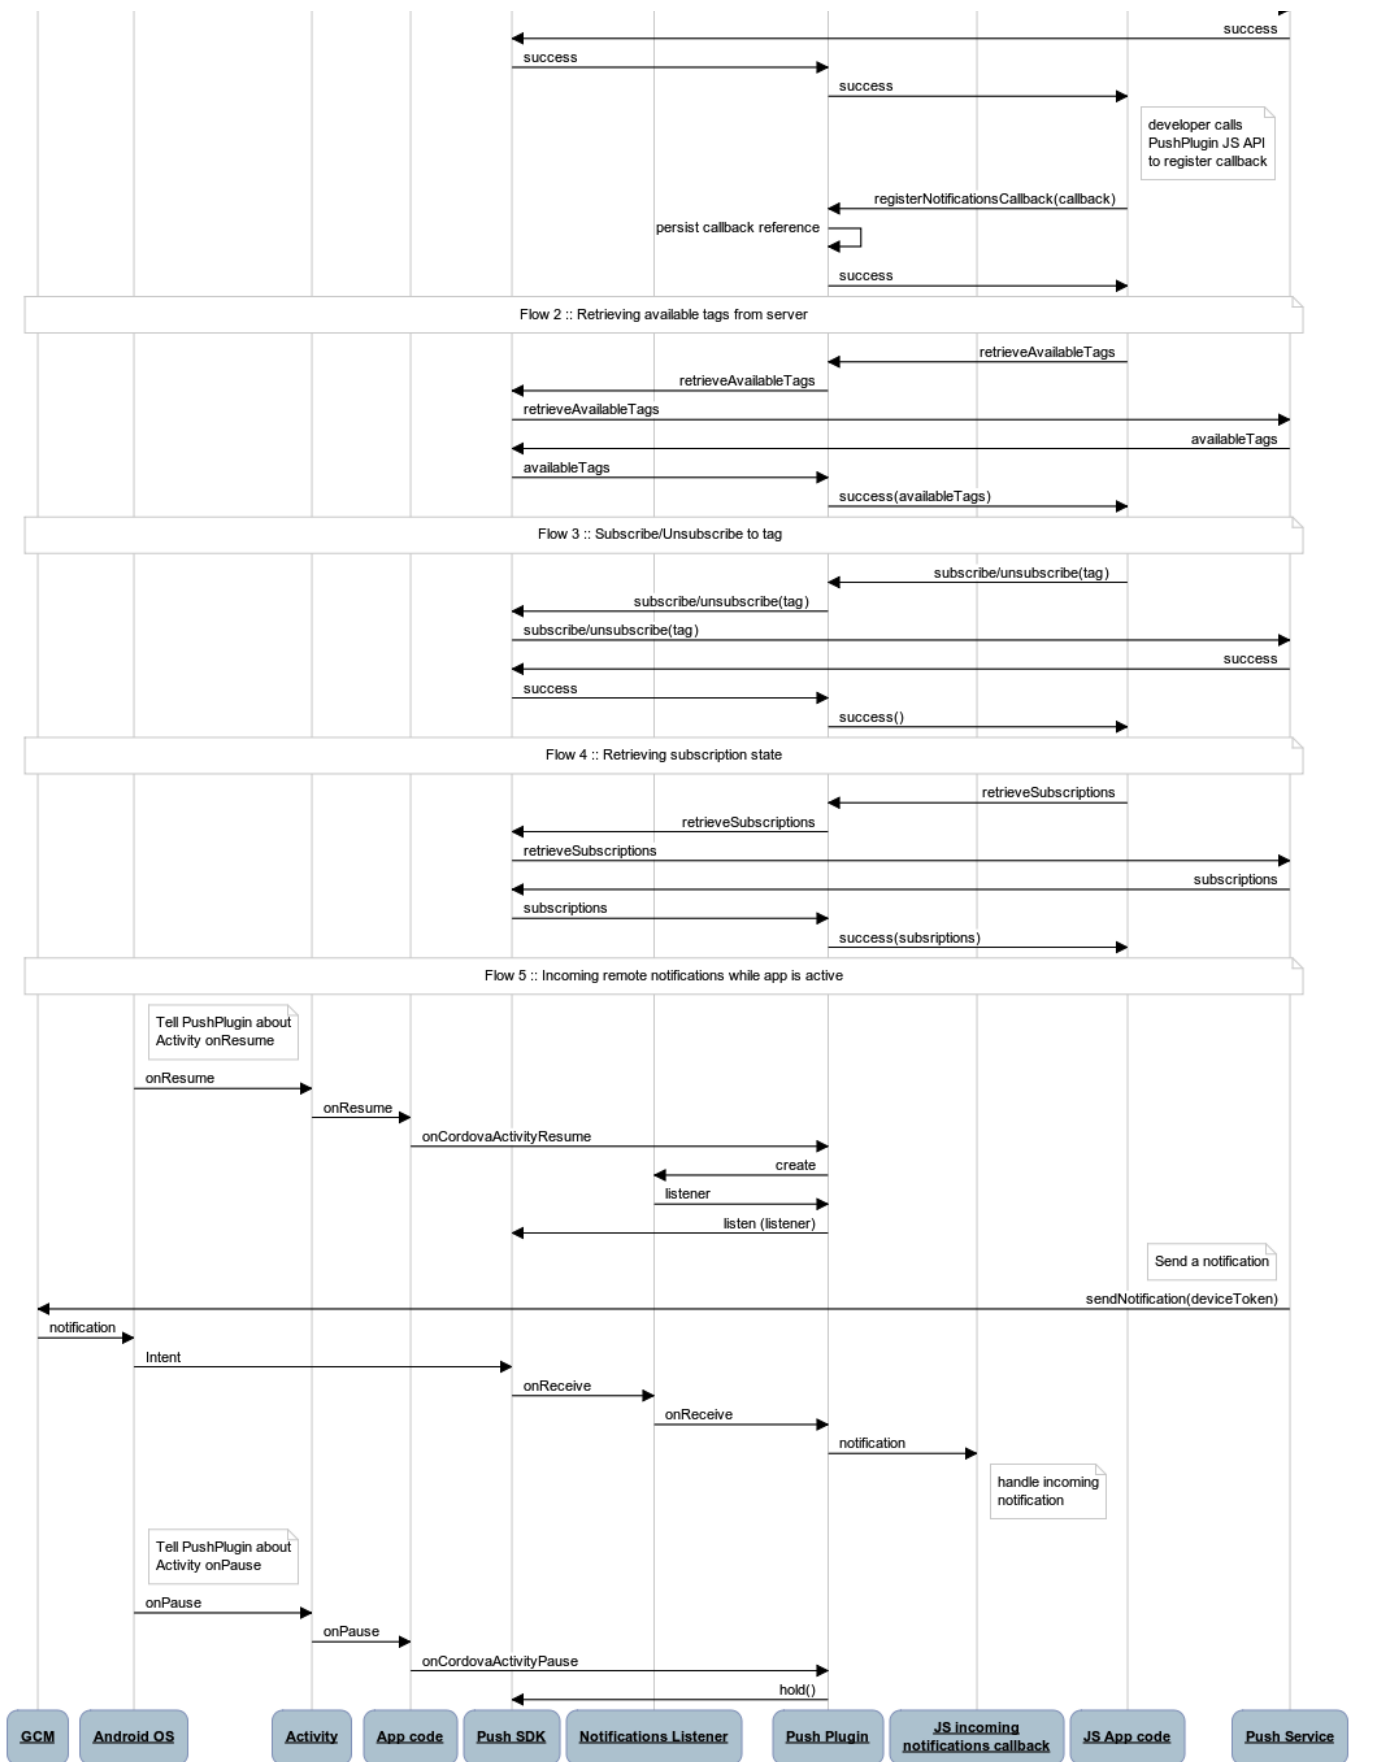 success
success
success
developer calls
PushPlugin JS API
to register callback
registerNotificationsCallback(callback)
persist callback reference
success
Flow 2 :: Retrieving available tags from server
retrieveAvailableTags
retrieveAvailableTags
retrieveAvailableTags
availableTags
availableTags
success(availableTags)
Flow 3 :: Subscribe/Unsubscribe to tag
subscribe/unsubscribe(tag)
subscribe/unsubscribe(tag)
subscribe/unsubscribe(tag)
success
success
success()
Flow 4 :: Retrieving subscription state
retrieveSubscriptions
retrieveSubscriptions
retrieveSubscriptions
subscriptions
subscriptions
success(subsriptions)
Flow 5 :: Incoming remote notifications while app is active
Tell PushPlugin about
Activity onResume
onResume
onResume
onCordovaActivityResume
create
listener
listen (listener)
Send a notification
sendNotification(deviceToken)
notification
Intent
onReceive
onReceive
notification
handle incoming
notification
Tell PushPlugin about
Activity onPause
onPause
onPause
onCordovaActivityPause
hold()
GCM
Android OS
Activity
App code
Push SDK
Notifications Listener
Push Plugin
JS incoming
notifications callback
JS App code
Push Service